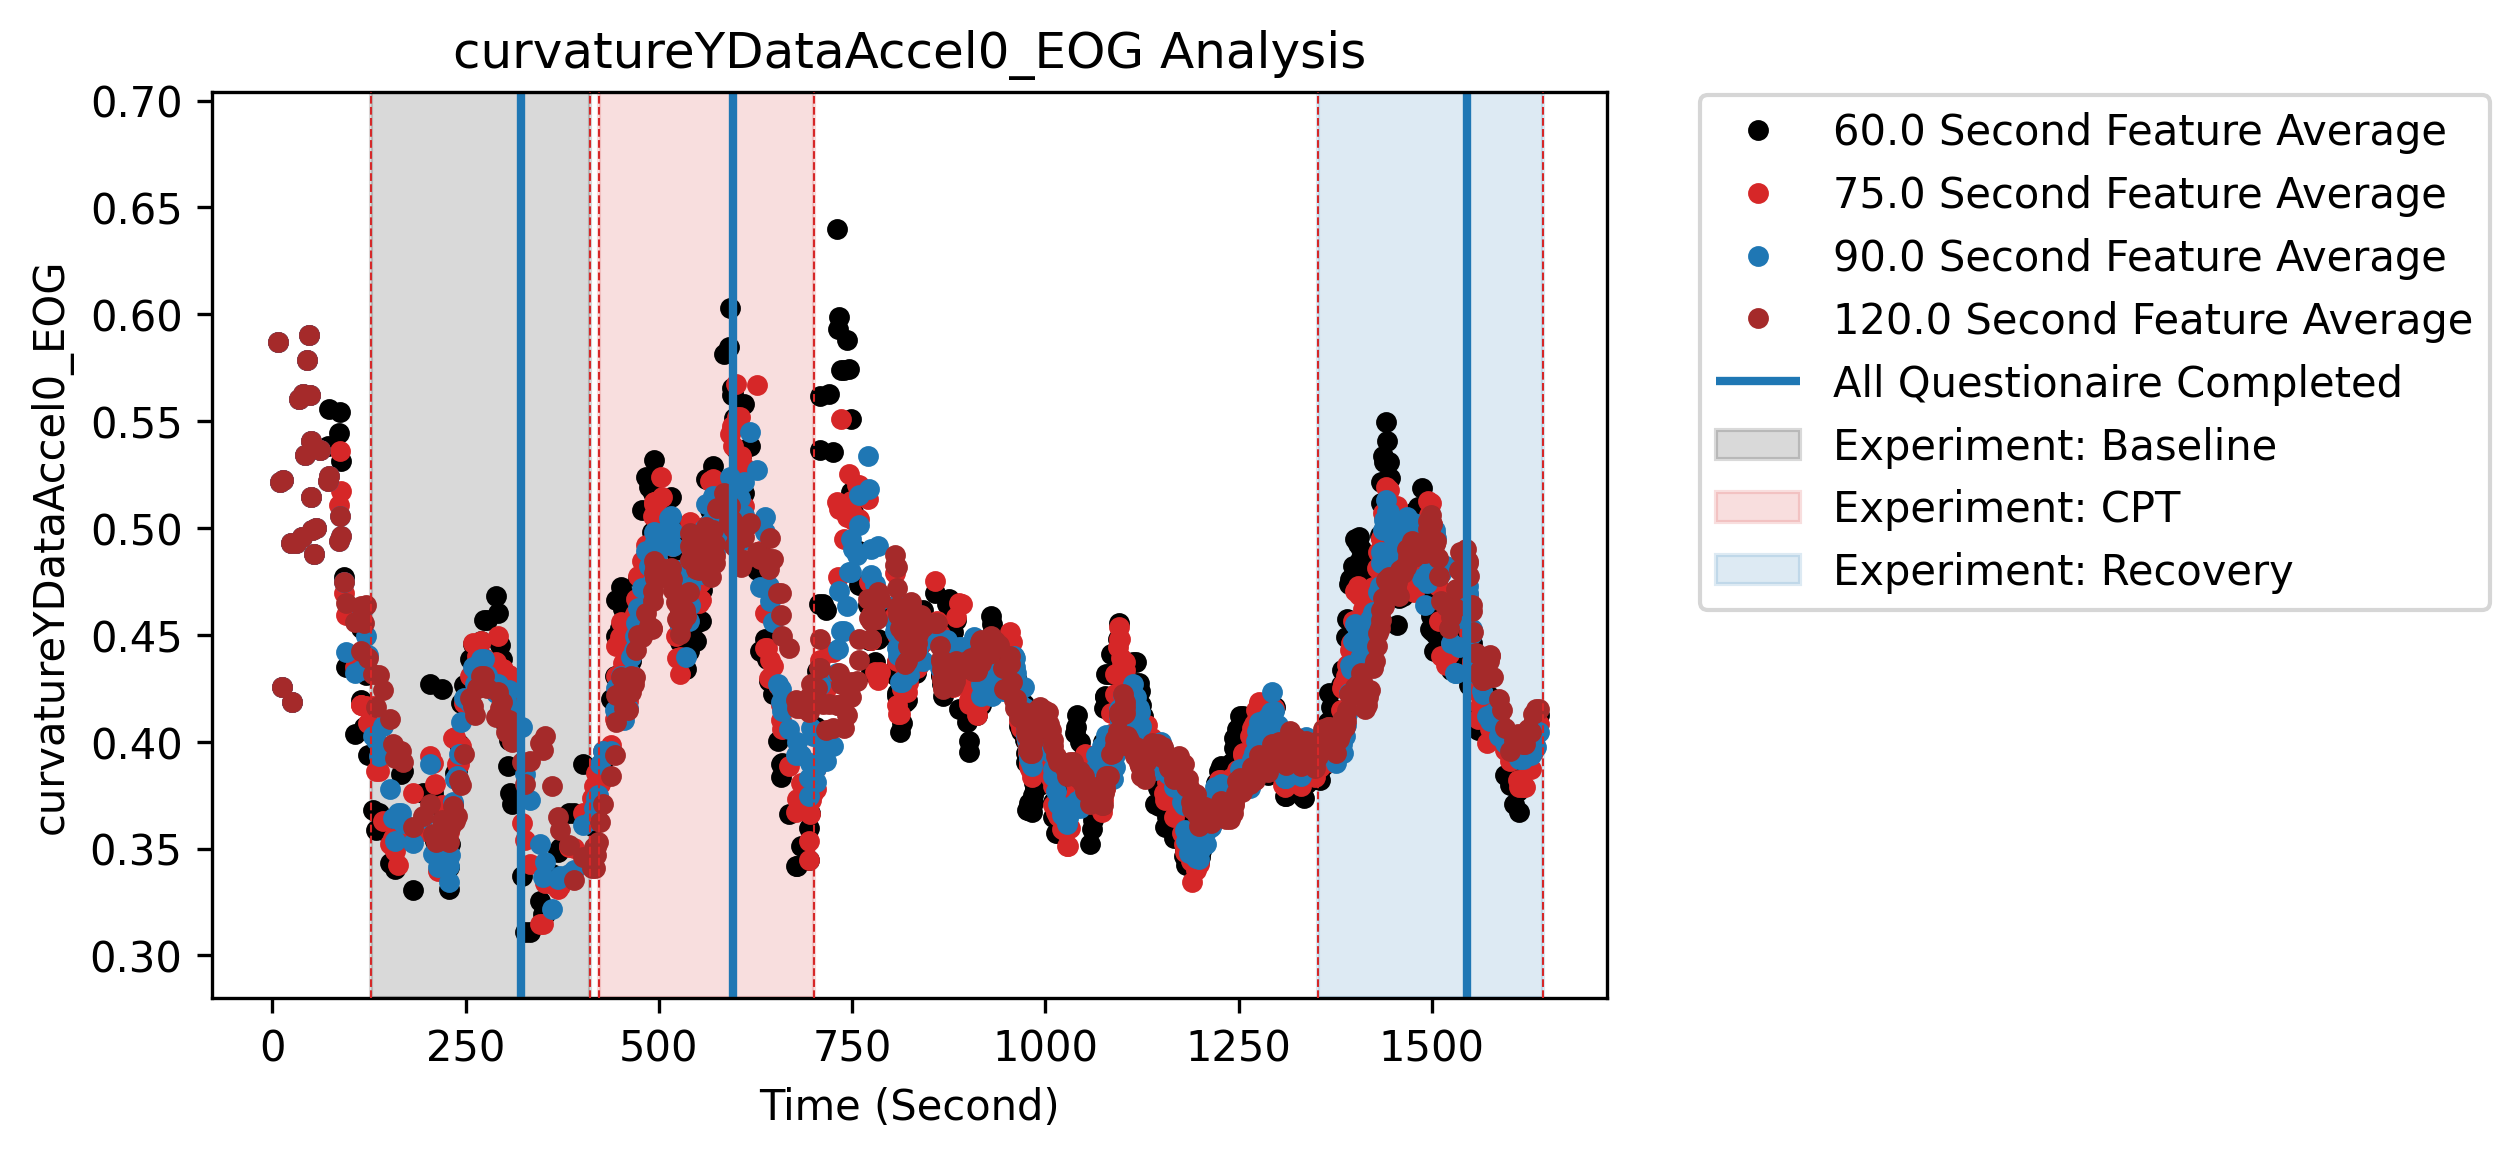 curvatureYDataAccel0_EOG Analysis
curvatureYDataAccel0_EOG
0.70
0.65
0.60
0.55
0.50
0.45
0.40
0.35
0.30
0
250
500
750
1000
1250
1500
Time (Second)
60.0 Second Feature Average
75.0 Second Feature Average
90.0 Second Feature Average
120.0 Second Feature Average
All Questionaire Completed
Experiment: Baseline
Experiment: CPT
Experiment: Recovery